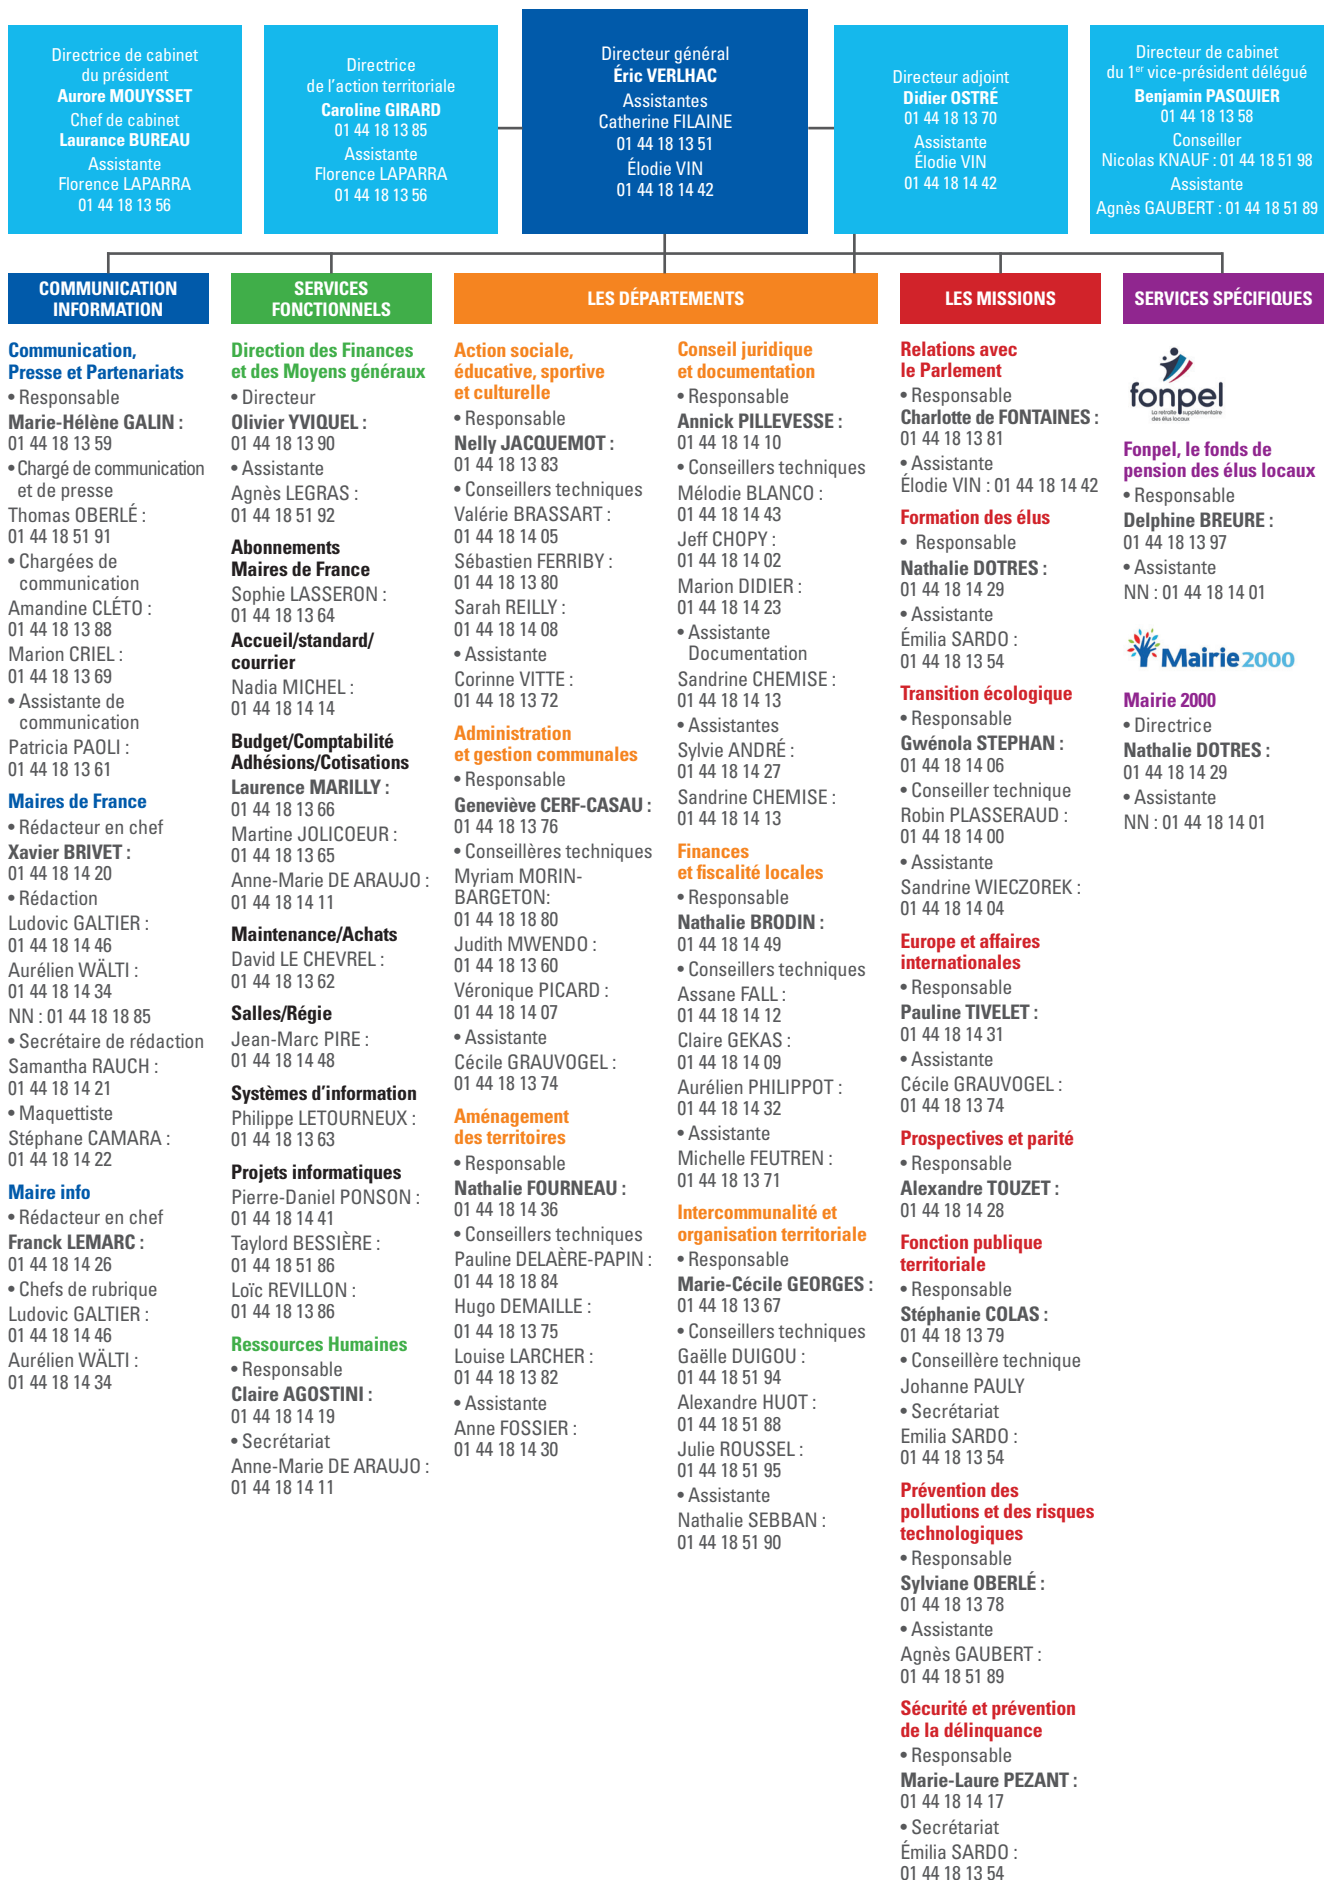 Directrice de cabinet
du président
Aurore MOUYSSET
Chef de cabinet
Laurance BUREAU
Assistante
Florence LAPARRA
01 44 18 13 56
Directrice
de l'action territoriale
Caroline GIRARD
01 44 18 13 85
Assistante
Florence LAPARRA
01 44 18 13 56
Directeur général
Éric VERLHAC
Assistantes
Catherine FILAINE
01 44 18 13 51
Élodie VIN
01 44 18 14 42
Directeur adjoint
Didier OSTRÉ
01 44 18 13 70
Assistante
Élodie VIN
01 44 18 14 42
Directeur de cabinet
du 1er vice-président délégué
Benjamin PASQUIER
01 44 18 13 58
Conseiller
Nicolas KNAUF : 01 44 18 51 98
Assistante
Agnès GAUBERT : 01 44 18 51 89
COMMUNICATION
INFORMATION
Communication,
Presse et Partenariats
• Responsable
Marie-Hélène GALIN :
01 44 18 13 59
• Chargé de communication
et de presse
Thomas OBERLÉ :
01 44 18 51 91
• Chargées de
communication
Amandine CLÉTO :
01 44 18 13 88
Marion CRIEL :
01 44 18 13 69
• Assistante de
communication
Patricia PAOLI :
01 44 18 13 61
Maires de France
• Rédacteur en chef
Xavier BRIVET :
01 44 18 14 20
• Rédaction
Ludovic GALTIER :
01 44 18 14 46
Aurélien WÄLTI :
01 44 18 14 34
NN : 01 44 18 18 85
• Secrétaire de rédaction
Samantha RAUCH :
01 44 18 14 21
• Maquettiste
Stéphane CAMARA :
01 44 18 14 22
Maire info
• Rédacteur en chef
Franck LEMARC :
01 44 18 14 26
• Chefs de rubrique
Ludovic GALTIER :
01 44 18 14 46
Aurélien WÄLTI :
01 44 18 14 34
SERVICES
FONCTIONNELS
Direction des Finances
et des Moyens généraux
• Directeur
Olivier YVIQUEL :
01 44 18 13 90
• Assistante
Agnès LEGRAS :
01 44 18 51 92
Abonnements
Maires de France
Sophie LASSERON :
01 44 18 13 64
Accueil/standard/
courrier
Nadia MICHEL :
01 44 18 14 14
Budget/Comptabilité
Adhésions/Cotisations
Laurence MARILLY :
01 44 18 13 66
Martine JOLICOEUR :
01 44 18 13 65
Anne-Marie DE ARAUJO :
01 44 18 14 11
Maintenance/Achats
David LE CHEVREL :
01 44 18 13 62
Salles/Régie
Jean-Marc PIRE :
01 44 18 14 48
Systèmes d'information
Philippe LETOURNEUX :
01 44 18 13 63
Projets informatiques
Pierre-Daniel PONSON :
01 44 18 14 41
Taylord BESSIÈRE :
01 44 18 51 86
Loïc REVILLON :
01 44 18 13 86
Ressources Humaines
• Responsable
Claire AGOSTINI :
01 44 18 14 19
• Secrétariat
Anne-Marie DE ARAUJO :
01 44 18 14 11
LES DÉPARTEMENTS
Action sociale,
éducative, sportive
et culturelle
• Responsable
Nelly JACQUEMOT :
01 44 18 13 83
• Conseillers techniques
Valérie BRASSART :
01 44 18 14 05
Sébastien FERRIBY :
01 44 18 13 80
Sarah REILLY :
01 44 18 14 08
• Assistante
Corinne VITTE :
01 44 18 13 72
Administration
et gestion communales
• Responsable
Geneviève CERF-CASAU :
01 44 18 13 76
• Conseillères techniques
Myriam MORIN-
BARGETON:
01 44 18 18 80
Judith MWENDO :
01 44 18 13 60
Véronique PICARD :
01 44 18 14 07
• Assistante
Cécile GRAUVOGEL :
01 44 18 13 74
Aménagement
des territoires
• Responsable
Nathalie FOURNEAU :
01 44 18 14 36
• Conseillers techniques
Pauline DELAÈRE-PAPIN :
01 44 18 18 84
Hugo DEMAILLE :
01 44 18 13 75
Louise LARCHER :
01 44 18 13 82
• Assistante
Anne FOSSIER :
01 44 18 14 30
Conseil juridique
et documentation
• Responsable
Annick PILLEVESSE :
01 44 18 14 10
• Conseillers techniques
Mélodie BLANCO :
01 44 18 14 43
Jeff CHOPY :
01 44 18 14 02
Marion DIDIER :
01 44 18 14 23
• Assistante
Documentation
Sandrine CHEMISE :
01 44 18 14 13
• Assistantes
Sylvie ANDRÉ :
01 44 18 14 27
Sandrine CHEMISE :
01 44 18 14 13
Finances
et fiscalité locales
• Responsable
Nathalie BRODIN :
01 44 18 14 49
• Conseillers techniques
Assane FALL :
01 44 18 14 12
Claire GEKAS :
01 44 18 14 09
Aurélien PHILIPPOT :
01 44 18 14 32
• Assistante
Michelle FEUTREN :
01 44 18 13 71
Intercommunalité et
organisation territoriale
• Responsable
Marie-Cécile GEORGES :
01 44 18 13 67
• Conseillers techniques
Gaëlle DUIGOU :
01 44 18 51 94
Alexandre HUOT :
01 44 18 51 88
Julie ROUSSEL :
01 44 18 51 95
• Assistante
Nathalie SEBBAN :
01 44 18 51 90
LES MISSIONS
Relations avec
le Parlement
• Responsable
Charlotte de FONTAINES :
01 44 18 13 81
• Assistante
Élodie VIN : 01 44 18 14 42
Formation des élus
• Responsable
Nathalie DOTRES :
01 44 18 14 29
• Assistante
Émilia SARDO :
01 44 18 13 54
Transition écologique
• Responsable
Gwénola STEPHAN :
01 44 18 14 06
• Conseiller technique
Robin PLASSERAUD :
01 44 18 14 00
• Assistante
Sandrine WIECZOREK :
01 44 18 14 04
Europe et affaires
internationales
• Responsable
Pauline TIVELET :
01 44 18 14 31
• Assistante
Cécile GRAUVOGEL :
01 44 18 13 74
Prospectives et parité
• Responsable
Alexandre TOUZET :
01 44 18 14 28
Fonction publique
territoriale
• Responsable
Stéphanie COLAS :
01 44 18 13 79
• Conseillère technique
Johanne PAULY
• Secrétariat
Emilia SARDO :
01 44 18 13 54
Prévention des
pollutions et des risques
technologiques
• Responsable
Sylviane OBERLÉ :
01 44 18 13 78
• Assistante
Agnès GAUBERT :
01 44 18 51 89
Sécurité et prévention
de la délinquance
• Responsable
Marie-Laure PEZANT :
01 44 18 14 17
• Secrétariat
Émilia SARDO :
01 44 18 13 54
SERVICES SPÉCIFIQUES
fonpel
La retraite supplémentaire
des élus locaux
Fonpel, le fonds de
pension des élus locaux
• Responsable
Delphine BREURE :
01 44 18 13 97
• Assistante
NN : 01 44 18 14 01
Mairie 2000
Mairie 2000
• Directrice
Nathalie DOTRES :
01 44 18 14 29
• Assistante
NN : 01 44 18 14 01